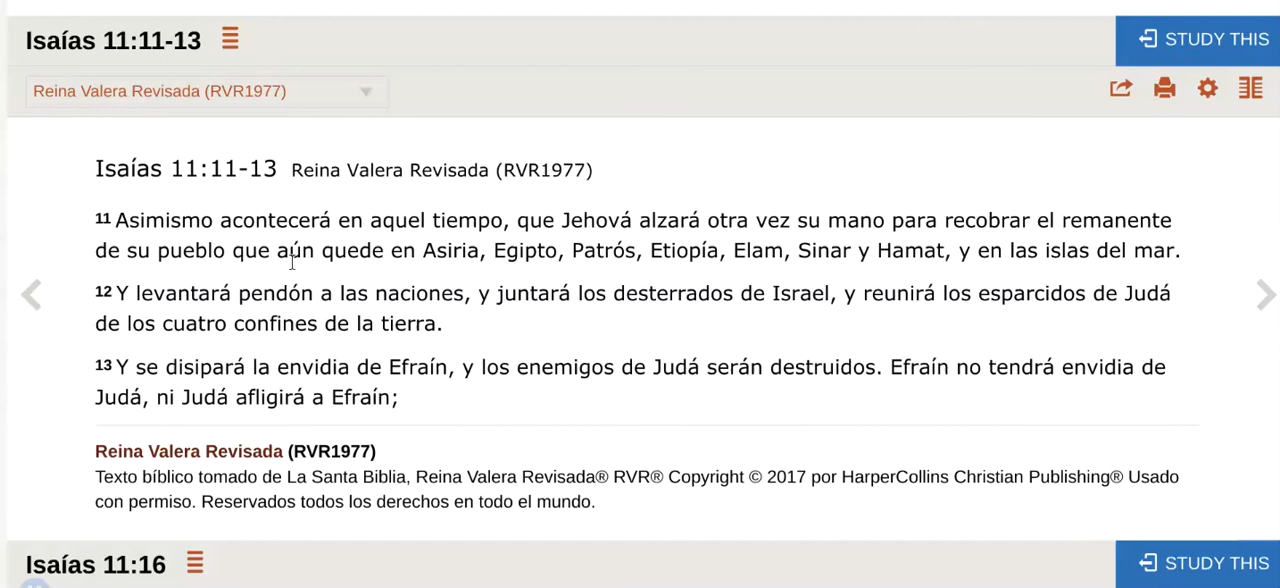 Isaías 11:11-13
STUDY THIS
Reina Valera Revisada (RVR1977)
Isaías 11:11-13 Reina Valera Revisada (RVR1977)
11 Asimismo acontecerá en aquel tiempo, que Jehová alzará otra vez su mano para recobrar el remanente
de su pueblo que aún quede en Asiria, Egipto, Patrós, Etiopía, Elam, Sinar y Hamat, y en las islas del mar.
12 Y levantará pendón a las naciones, y juntará los desterrados de Israel, y reunirá los esparcidos de Judá
de los cuatro confines de la tierra.
13 Y se disipará la envidia de Efraín, y los enemigos de Judá serán destruidos. Efraín no tendrá envidia de
Judá, ni Judá afligirá a Efraín;
Reina Valera Revisada (RVR1977)
Texto bíblico tomado de La Santa Biblia, Reina Valera Revisada® RVR® Copyright © 2017 por HarperCollins Christian Publishing® Usado
con permiso. Reservados todos los derechos en todo el mundo.
Isaías 11:16
STUDY THIS